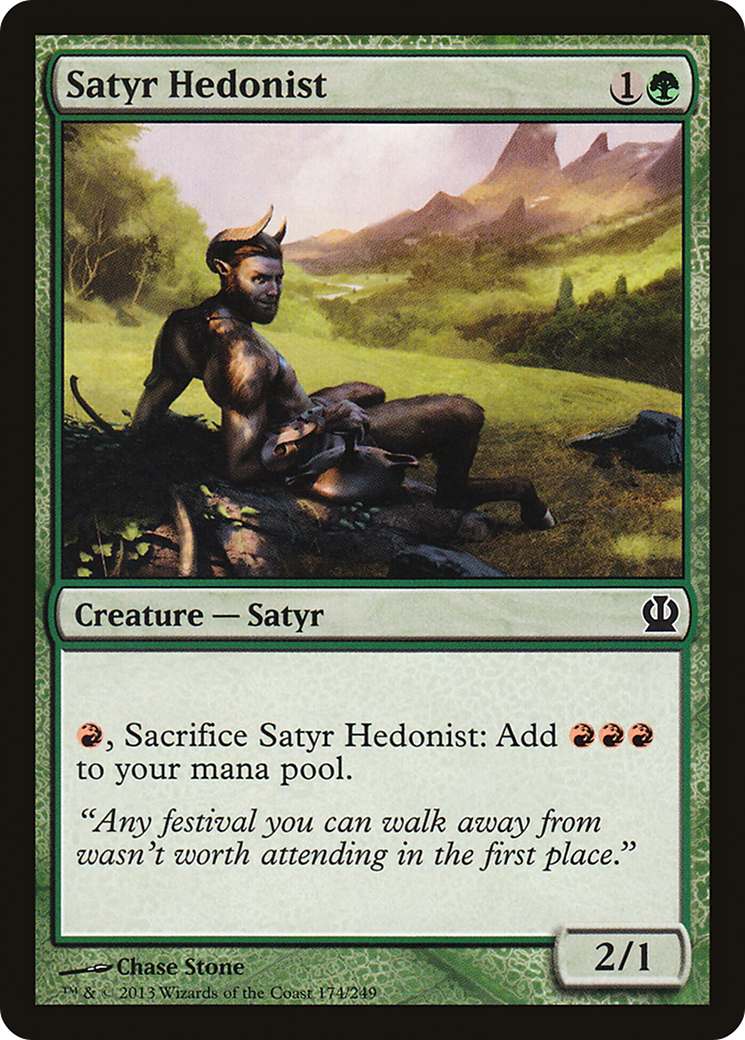 Satyr Hedonist 1
Creature — Satyr
, Sacrifice Satyr Hedonist: Add
to your mana pool.
“Any festival you can walk away from
wasn’t worth attending in the first place.”
2/1
Chase Stone
™ & © 2013 Wizards of the Coast 174/249